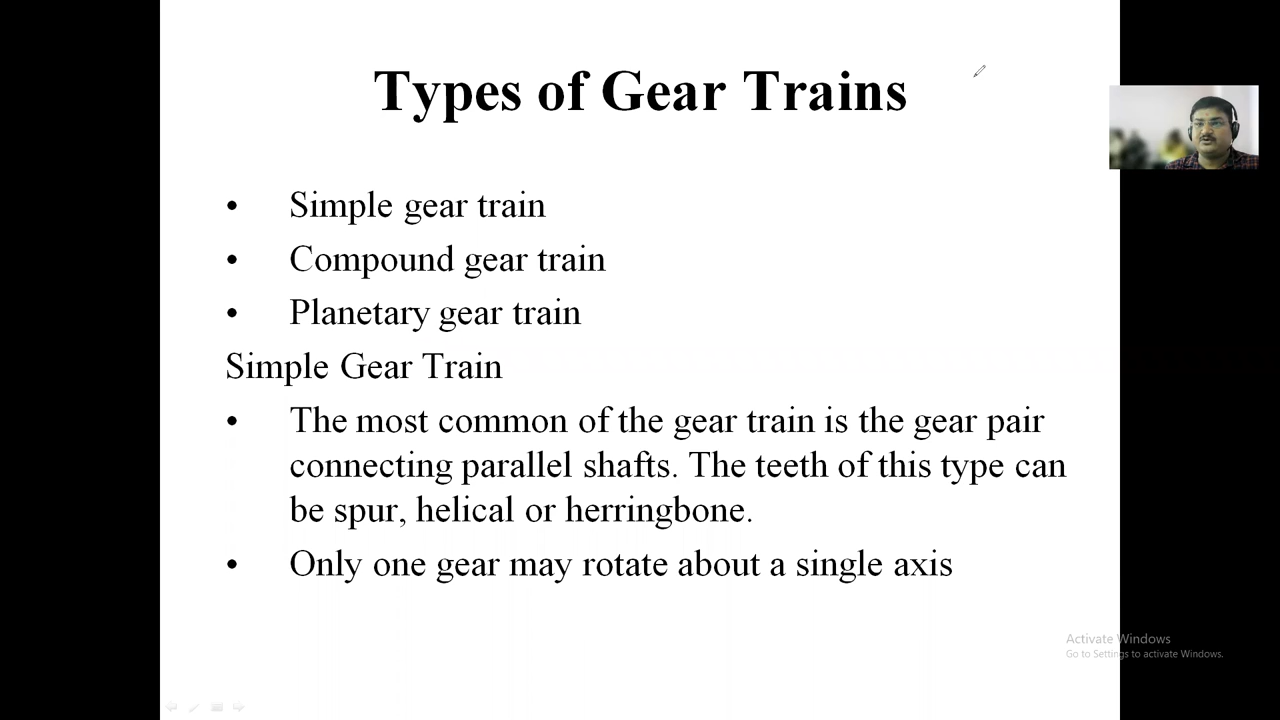 Types of Gear Trains
• Simple gear train
• Compound gear train
• Planetary gear train
Simple Gear Train
• The most common of the gear train is the gear pair
connecting parallel shafts. The teeth of this type can
be spur, helical or herringbone.
• Only one gear may rotate about a single axis
Activate Windows
Go to Settings to activate Windows.